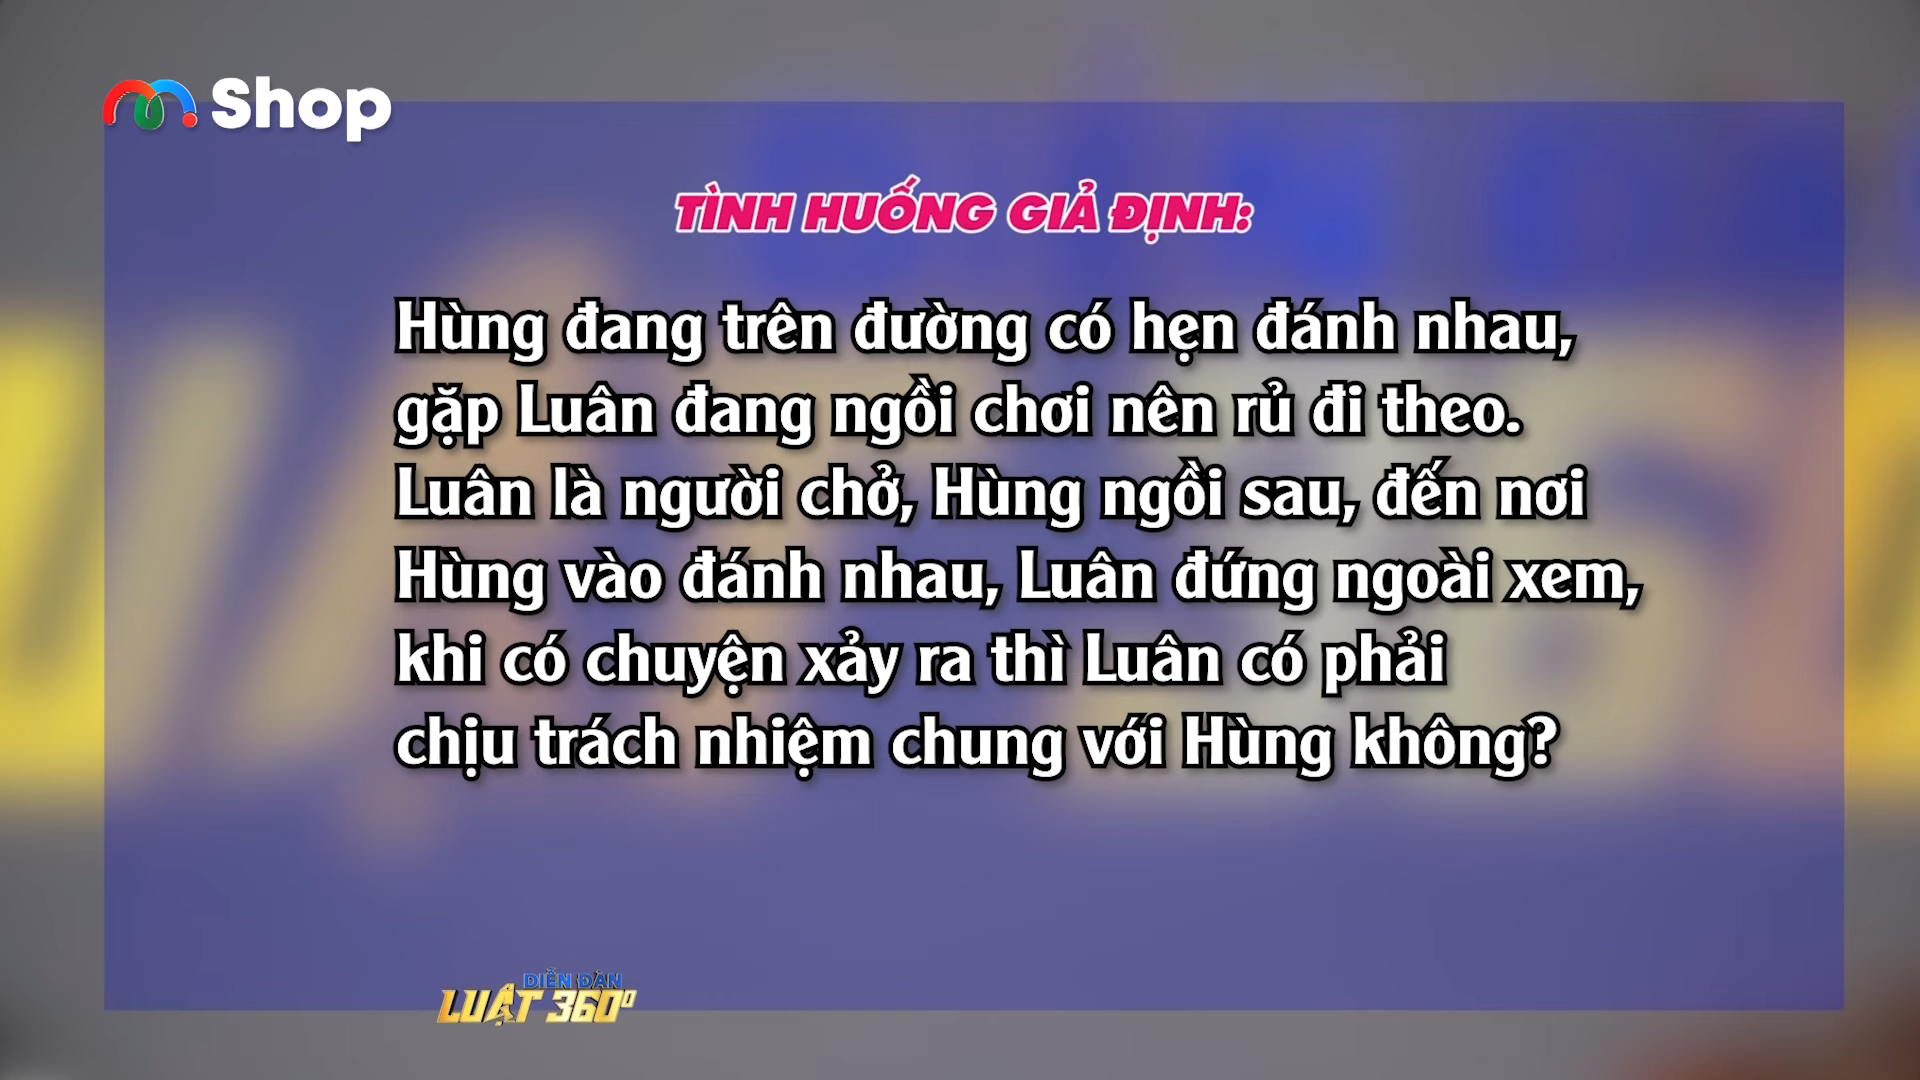 Shop
TÌNH HUỐNG GIẢ ĐỊNH:
Hùng đang trên đường có hẹn đánh nhau,
gặp Luân đang ngồi chơi nên rủ đi theo.
Luân là người chở, Hùng ngồi sau, đến nơi
Hùng vào đánh nhau, Luân đứng ngoài xem,
khi có chuyện xảy ra thì Luân có phải
chịu trách nhiệm chung với Hùng không?
DIỄN ĐÀN
LUẬT 360º